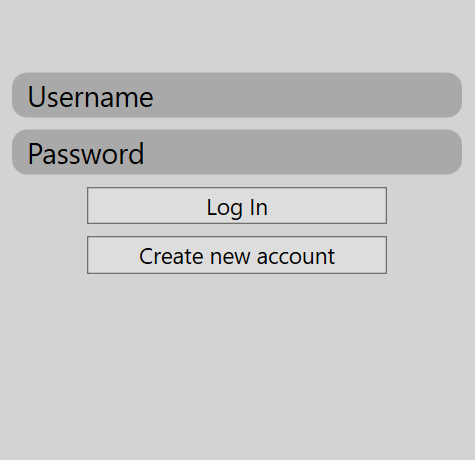 Username
Password
Log In
Create new account